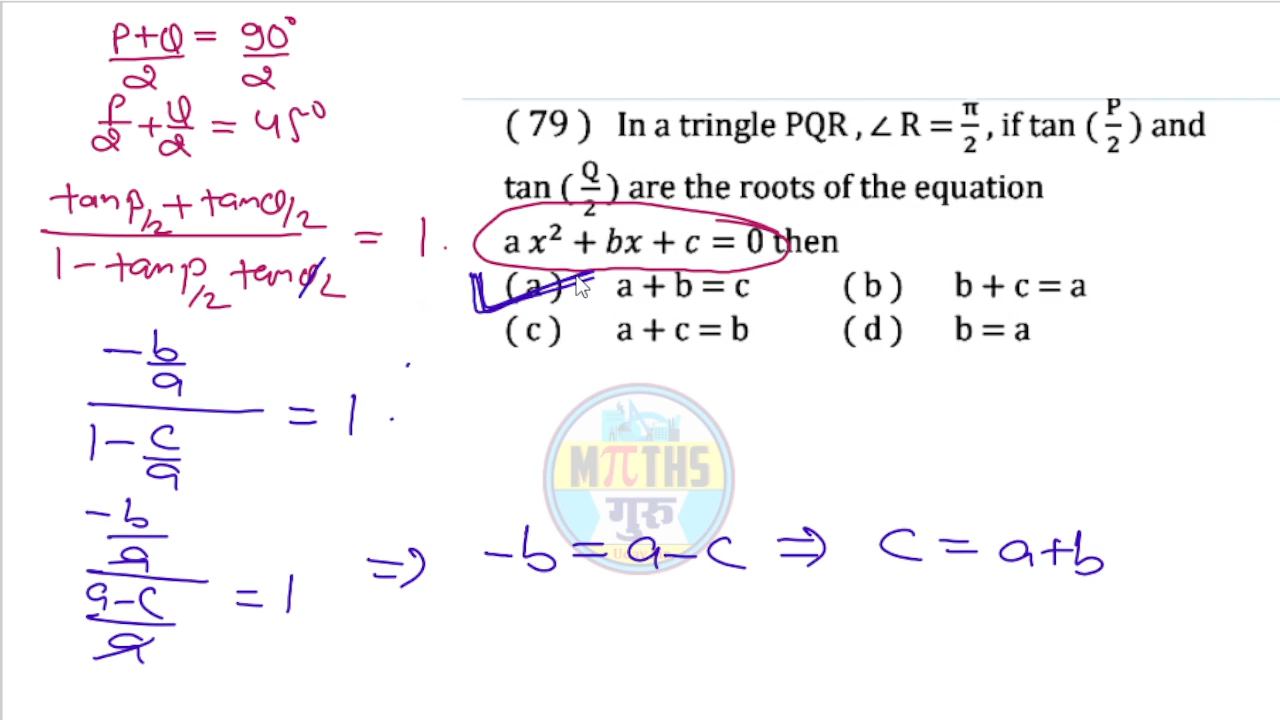 P+Q/2 = 90°/2
P/2 + Q/2 = 45°
tan P/2 + tan Q/2 / 1 - tan P/2 tan Q/2 = 1.
-b/a / 1 - c/a = 1.
-b/a / a-c/a = 1 ⇒ -b = a-c ⇒ c = a+b
(79) In a tringle PQR, ∠ R = π/2, if tan (P/2) and
tan (Q/2) are the roots of the equation
a x² + bx + c = 0 then
(a) a + b = c (b) b + c = a
(c) a + c = b (d) b = a
MπTHS
गुरु